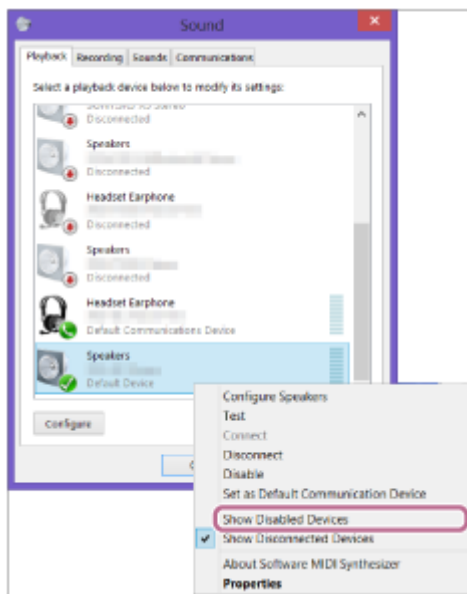 Sound
Playback Recording Sounds Communications
Select a playback device below to modify its settings:
Disconnected
Speakers
Disconnected
Headset Earphone
Disconnected
Speakers
Disconnected
Headset Earphone
Default Communications Device
Speakers
Default Device
Configure
Configure Speakers
Test
Connect
Disconnect
Disable
Set as Default Communication Device
Show Disabled Devices
Show Disconnected Devices
About Software MIDI Synthesizer
Properties